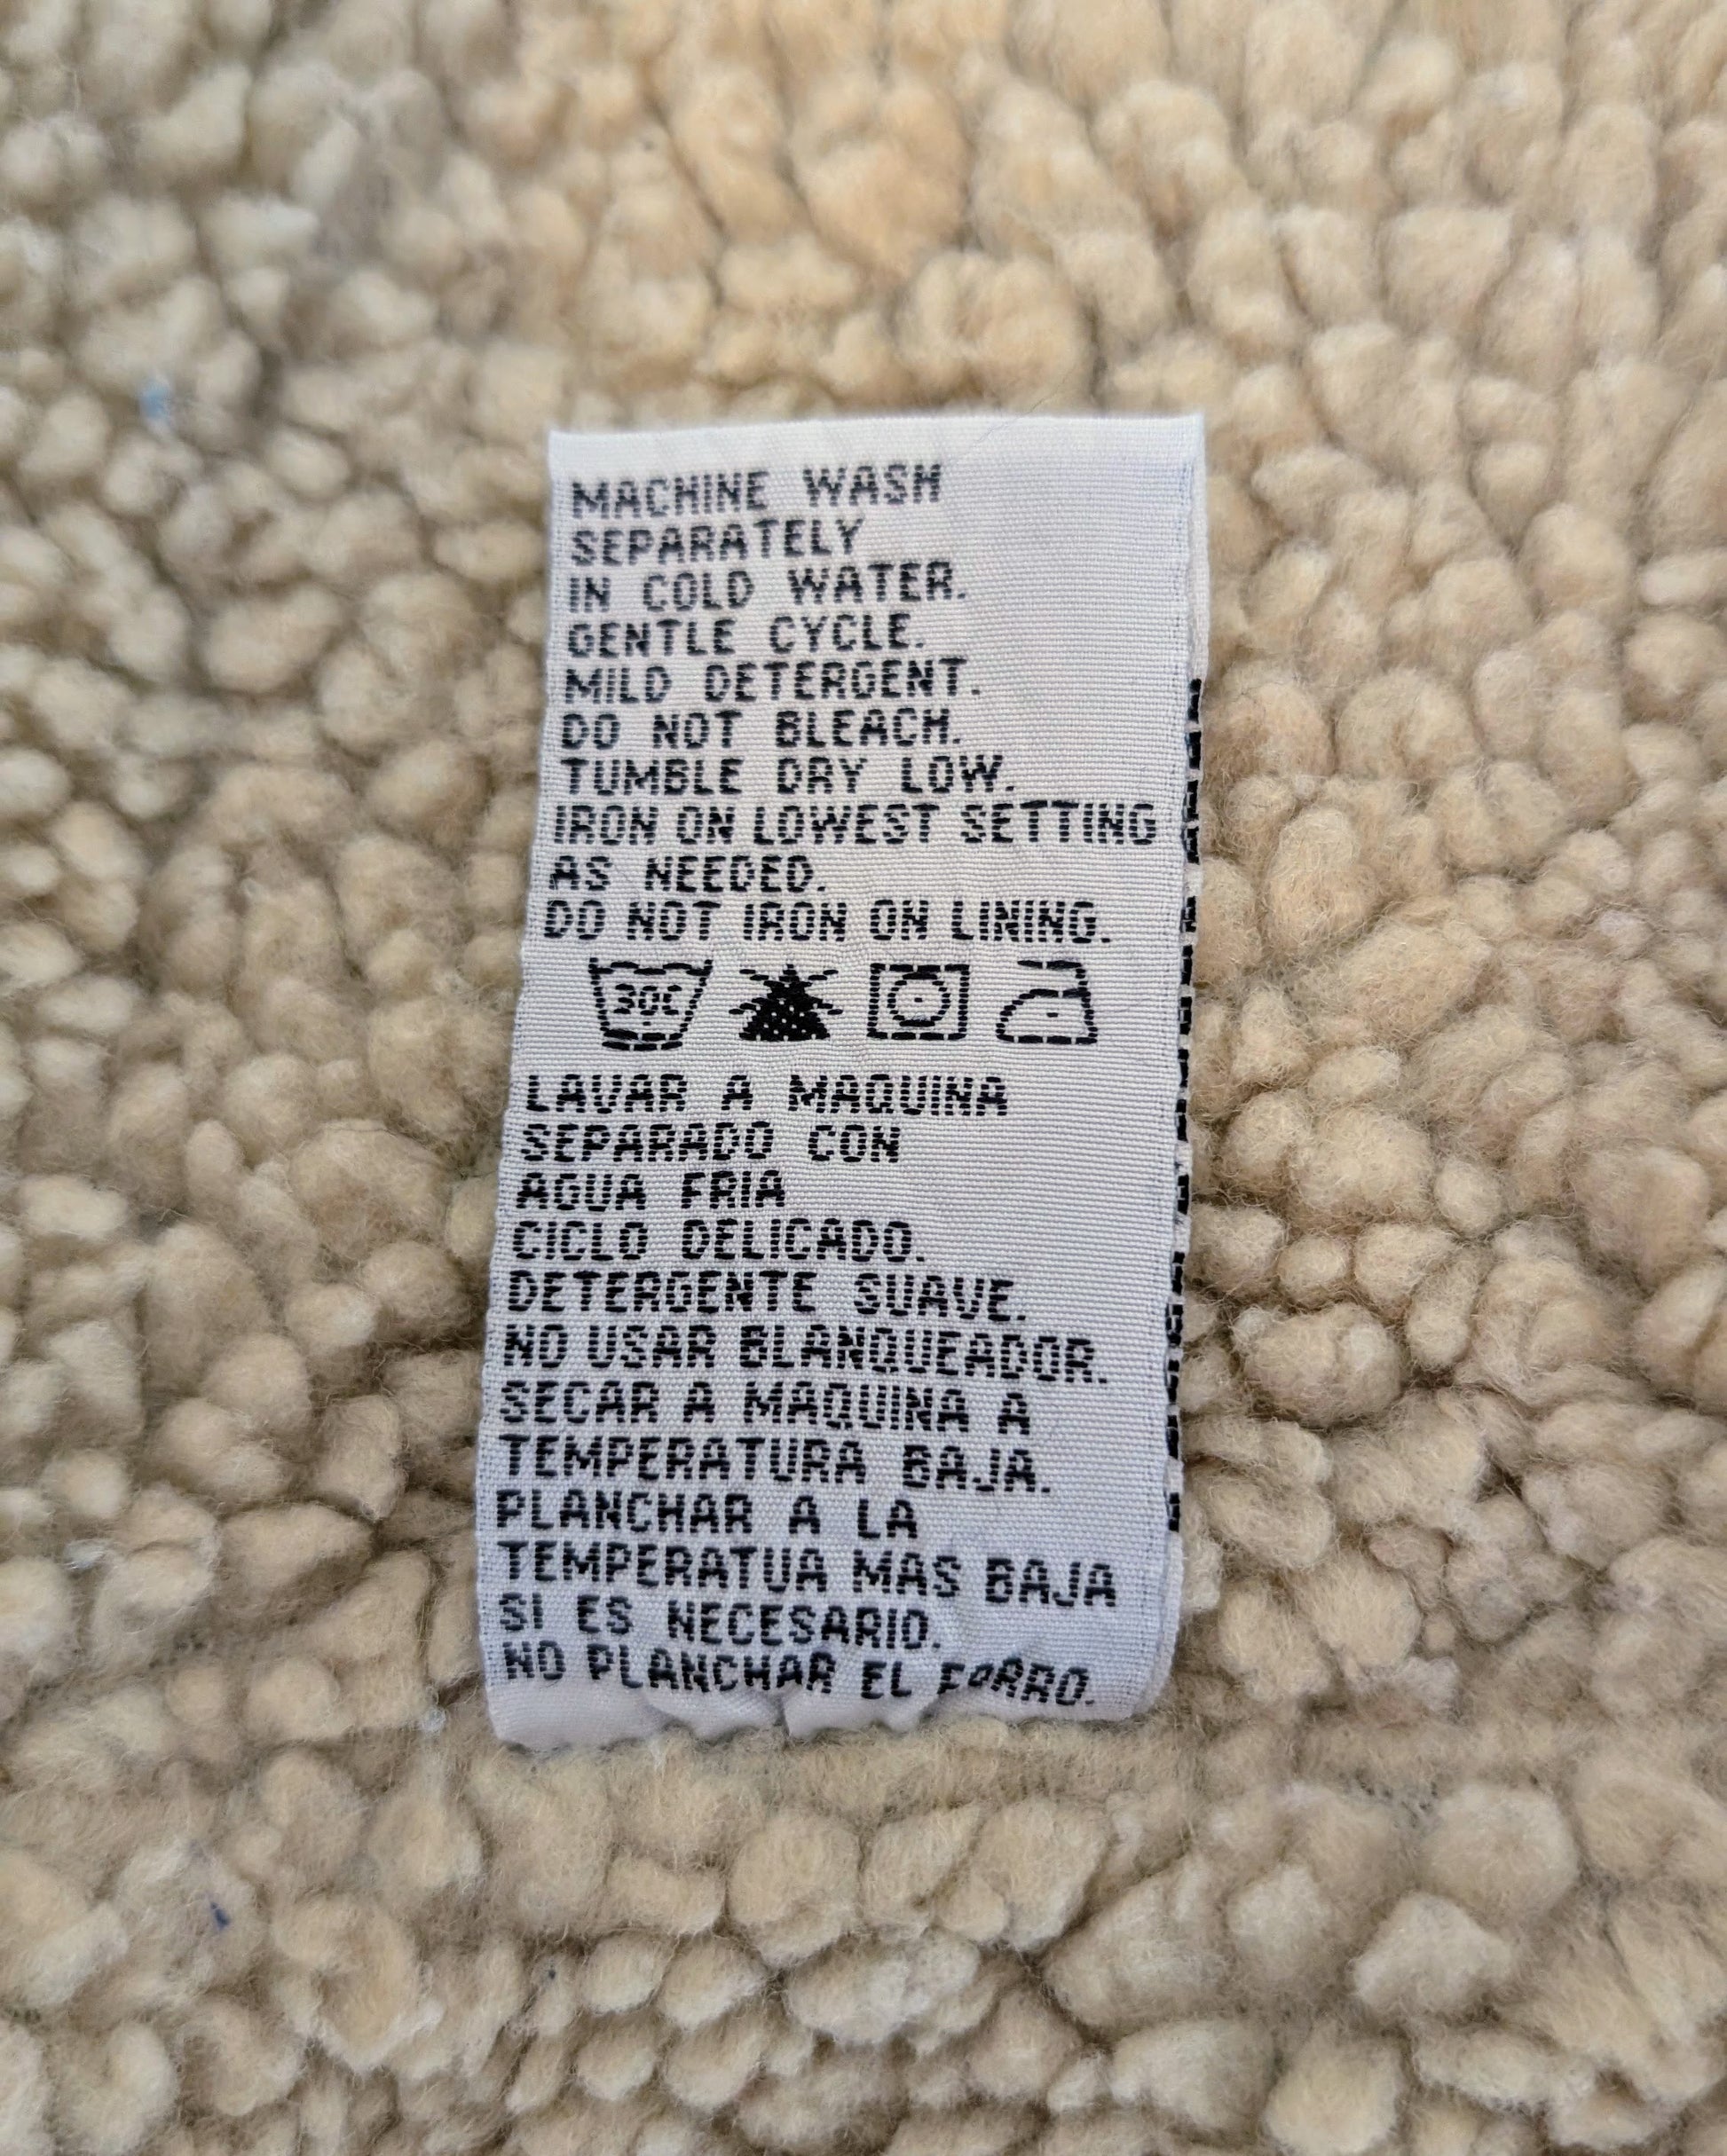 MACHINE WASH
SEPARATELY
IN COLD WATER.
GENTLE CYCLE.
MILD DETERGENT.
DO NOT BLEACH.
TUMBLE DRY LOW.
IRON ON LOWEST SETTING
AS NEEDED.
DO NOT IRON ON LINING.
30C
LAVAR A MAQUINA
SEPARADO CON
AGUA FRIA
CICLO DELICADO.
DETERGENTE SUAVE.
NO USAR BLANQUEADOR.
SECAR A MAQUINA A
TEMPERATURA BAJA.
PLANCHAR A LA
TEMPERATUA MAS BAJA
SI ES NECESARIO.
NO PLANCHAR EL FORRO.